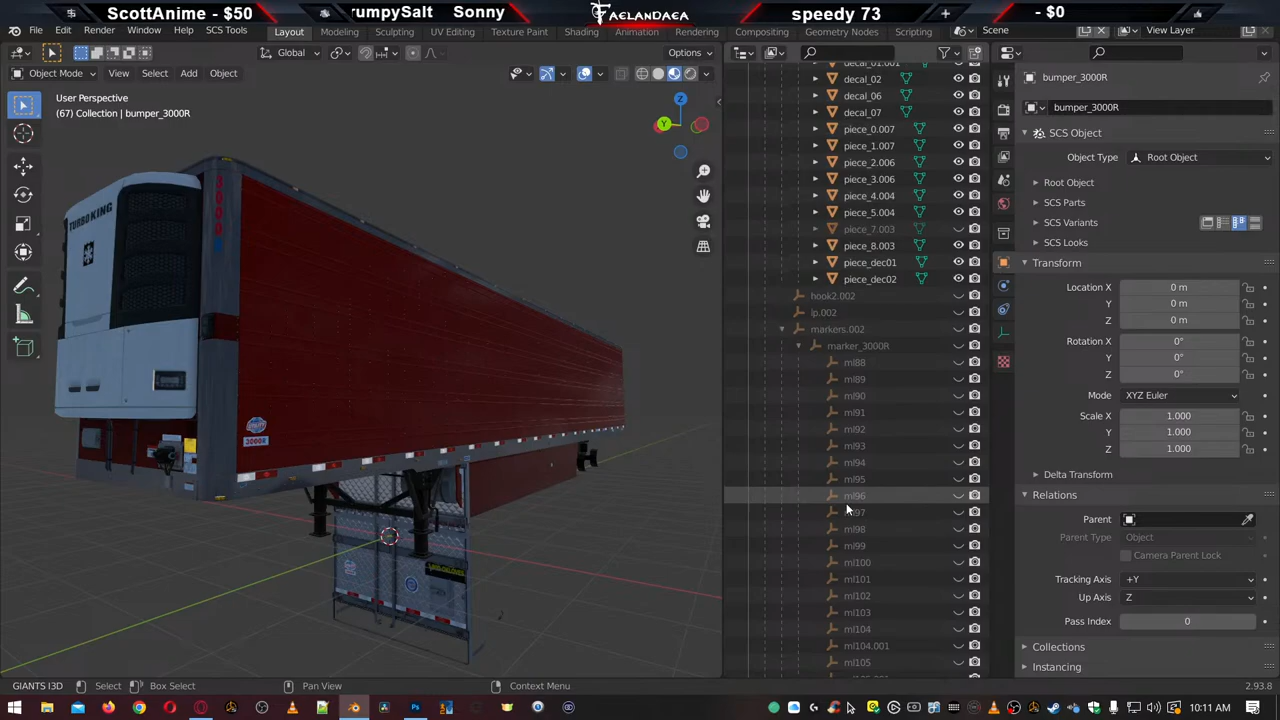 ScottAnime - $50
rumpySalt Sonny
FAELANDAEA
speedy 73
- $0
File Edit Render Window Help SCS Tools
Layout Modeling Sculpting UV Editing Texture Paint Shading Animation Rendering Compositing Geometry Nodes Scripting
Scene
View Layer
Global
Options
Object Mode View Select Add Object
User Perspective
(67) Collection | bumper_3000R
Z
Y
TURBO KING
3000R
UTILITY
3000R
decal_01.001
decal_02
decal_06
decal_07
piece_0.007
piece_1.007
piece_2.006
piece_3.006
piece_4.004
piece_5.004
piece_7.003
piece_8.003
piece_dec01
piece_dec02
hook2.002
lp.002
markers.002
marker_3000R
ml88
ml89
ml90
ml91
ml92
ml93
ml94
ml95
ml96
ml97
ml98
ml99
ml100
ml101
ml102
ml103
ml104
ml104.001
ml105
bumper_3000R
bumper_3000R
SCS Object
Object Type Root Object
Root Object
SCS Parts
SCS Variants
SCS Looks
Transform
Location X 0 m
Y 0 m
Z 0 m
Rotation X 0°
Y 0°
Z 0°
Mode XYZ Euler
Scale X 1.000
Y 1.000
Z 1.000
Delta Transform
Relations
Parent
Parent Type Object
Camera Parent Lock
Tracking Axis +Y
Up Axis Z
Pass Index 0
Collections
Instancing
GIANTS I3D Select Box Select Pan View Context Menu
2.93.8
10:11 AM